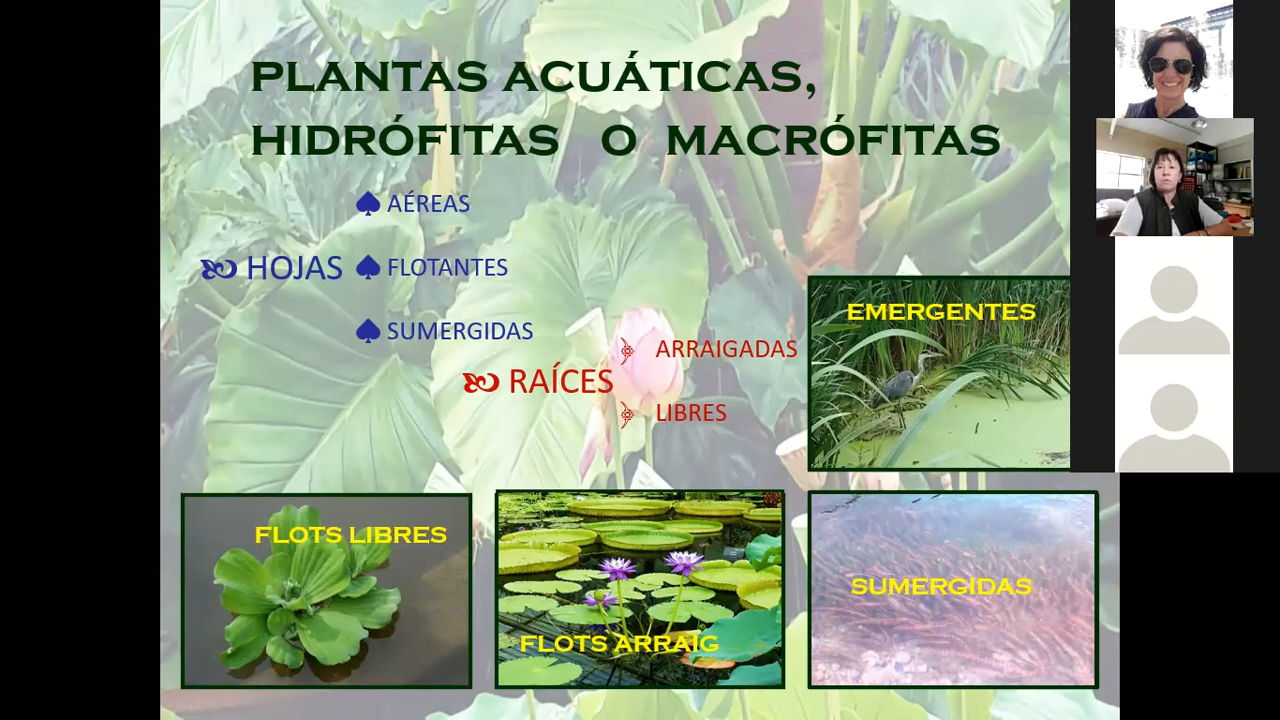 PLANTAS ACUÁTICAS,
HIDRÓFITAS O MACRÓFITAS
AÉREAS
HOJAS
FLOTANTES
SUMERGIDAS
ARRAIGADAS
RAÍCES
LIBRES
EMERGENTES
FLOTS LIBRES
FLOTS ARRAIG
SUMERGIDAS